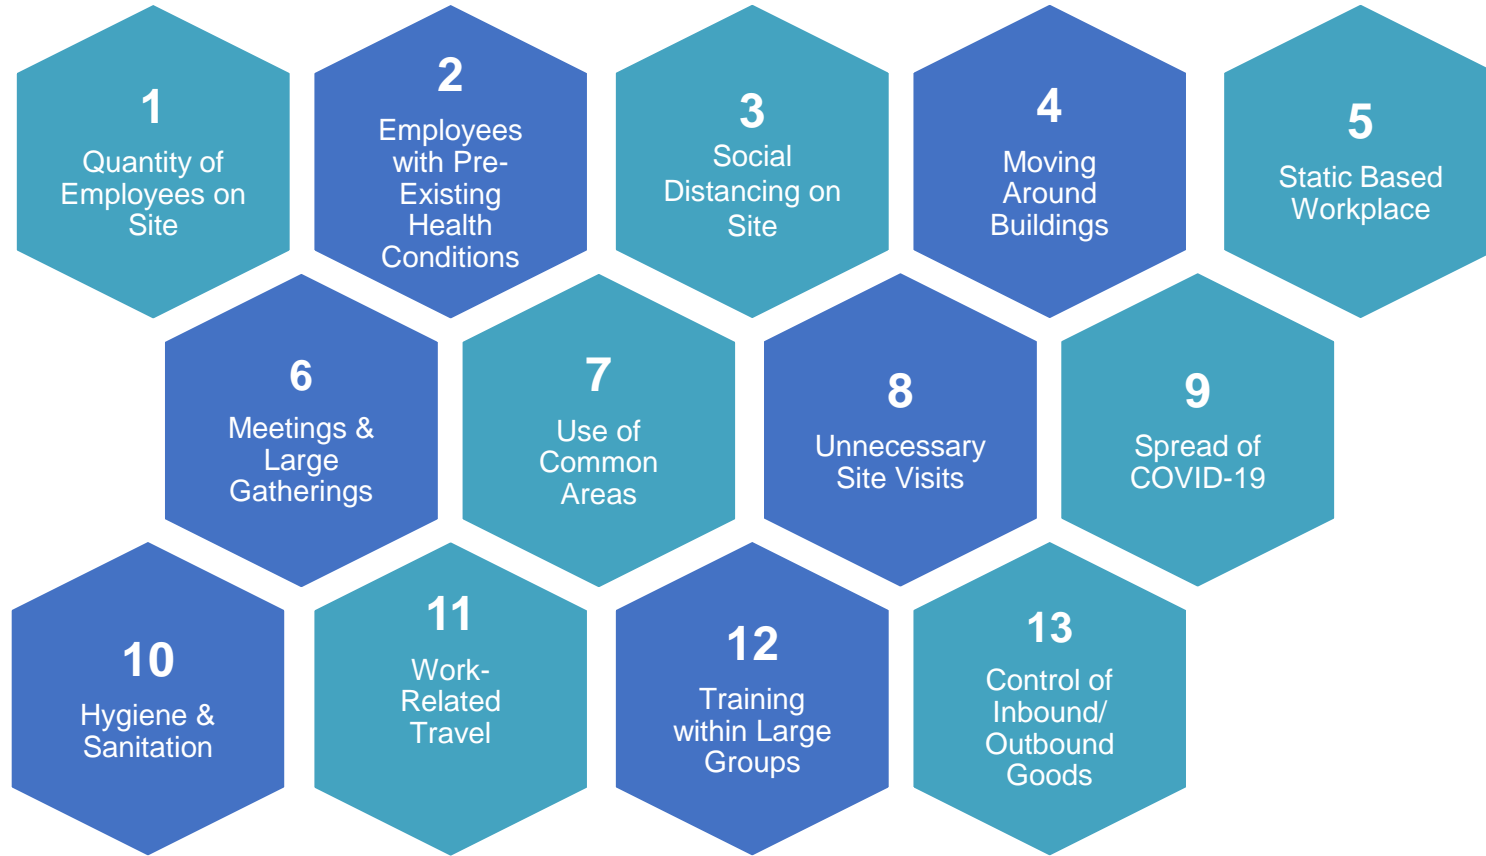 1
Quantity of
Employees on
Site
2
Employees
with Pre-
Existing
Health
Conditions
3
Social
Distancing on
Site
4
Moving
Around
Buildings
5
Static Based
Workplace
6
Meetings &
Large
Gatherings
7
Use of
Common
Areas
8
Unnecessary
Site Visits
9
Spread of
COVID-19
10
Hygiene &
Sanitation
11
Work-
Related
Travel
12
Training
within Large
Groups
13
Control of
Inbound/
Outbound
Goods